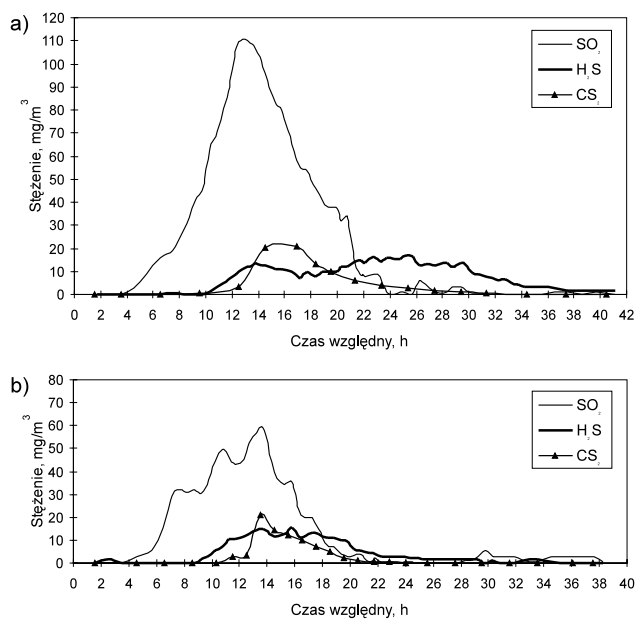 a)
120
110
100
90
80
70
60
50
40
30
20
10
0
Stężenie, mg/m³
SO₂
H₂S
CS₂
0 2 4 6 8 10 12 14 16 18 20 22 24 26 28 30 32 34 36 38 40 42
Czas względny, h
b)
80
70
60
50
40
30
20
10
0
Stężenie, mg/m³
SO₂
H₂S
CS₂
0 2 4 6 8 10 12 14 16 18 20 22 24 26 28 30 32 34 36 38 40
Czas względny, h